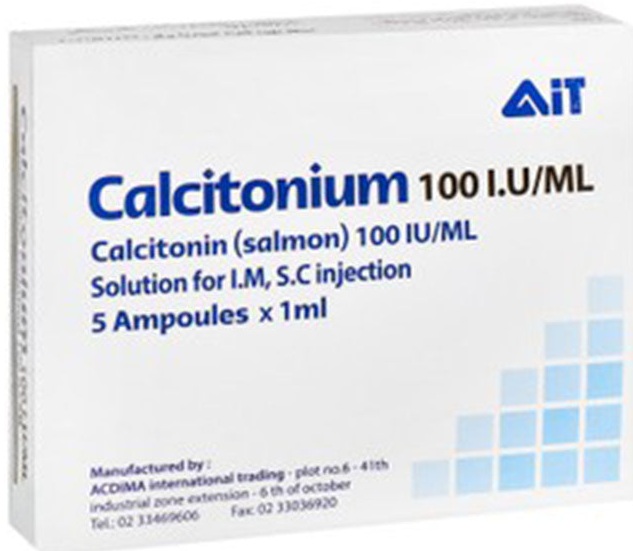 AiT
Calcitonium 100 I.U/ML
Calcitonin (salmon) 100 IU/ML
Solution for I.M, S.C injection
5 Ampoules x 1ml
Manufactured by :
ACDiMA international trading - plot no.6 - 41th
industrial zone extension - 6 th of october
Tel.: 02 33469606 Fax: 02 33036920